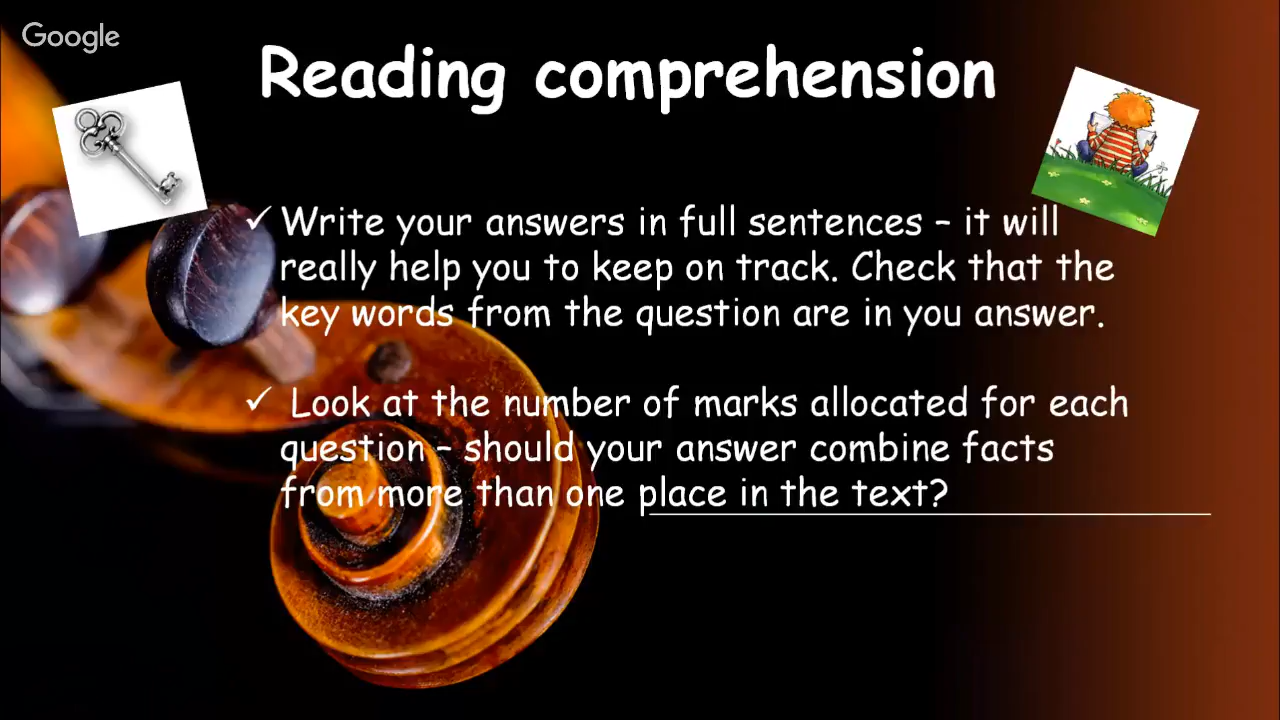 Google
Reading comprehension
✓ Write your answers in full sentences – it will
really help you to keep on track. Check that the
key words from the question are in you answer.
✓ Look at the number of marks allocated for each
question – should your answer combine facts
from more than one place in the text?